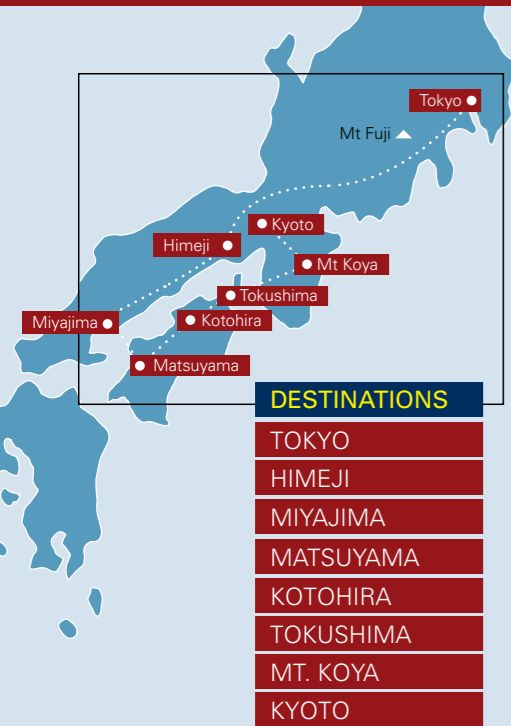 Tokyo
Mt Fuji
Kyoto
Himeji
Mt Koya
Tokushima
Miyajima
Kotohira
Matsuyama
DESTINATIONS
TOKYO
HIMEJI
MIYAJIMA
MATSUYAMA
KOTOHIRA
TOKUSHIMA
MT. KOYA
KYOTO